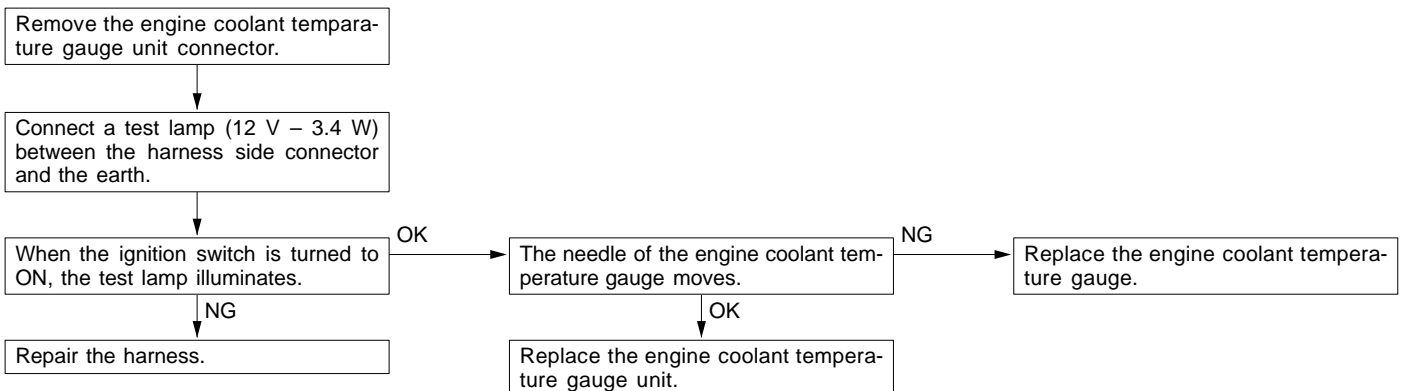 Remove the engine coolant tempara-
ture gauge unit connector.
Connect a test lamp (12 V – 3.4 W)
between the harness side connector
and the earth.
When the ignition switch is turned to
ON, the test lamp illuminates.
OK
The needle of the engine coolant tem-
perature gauge moves.
NG
Replace the engine coolant tempera-
ture gauge.
NG
Repair the harness.
OK
Replace the engine coolant tempera-
ture gauge unit.